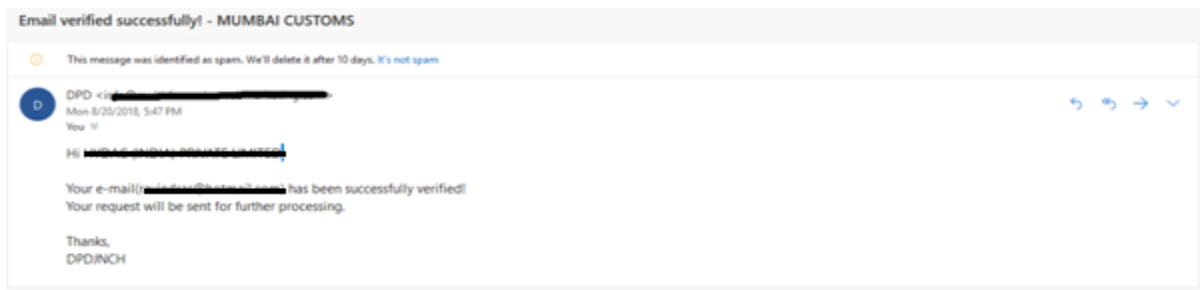 Email verified successfully! - MUMBAI CUSTOMS
This message was identified as spam. We'll delete it after 10 days. It's not spam
D
DPD
Mon 8/20/2018, 5:47 PM
You
Hi
Your e-mail( has been successfully verified!
Your request will be sent for further processing.
Thanks,
DPDJNCH